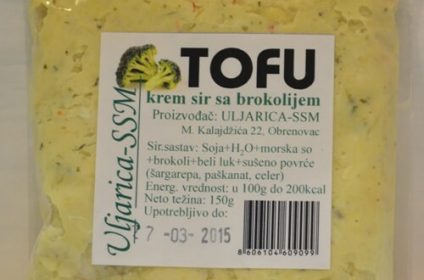 TOFU
krem sir sa brokolijem
Proizvođač: ULJARICA-SSM
M. Kalajdžića 22, Obrenovac
Uljarica-SSM
Sir.sastav: Soja+H₂O+morska so
+brokoli+beli luk+sušeno povrće
(šargarepa, paškanat, celer)
Energ. vrednost: u 100g do 200kcal
Neto težina: 150g
Upotrebljivo do:
7 -03- 2015
8606104609099